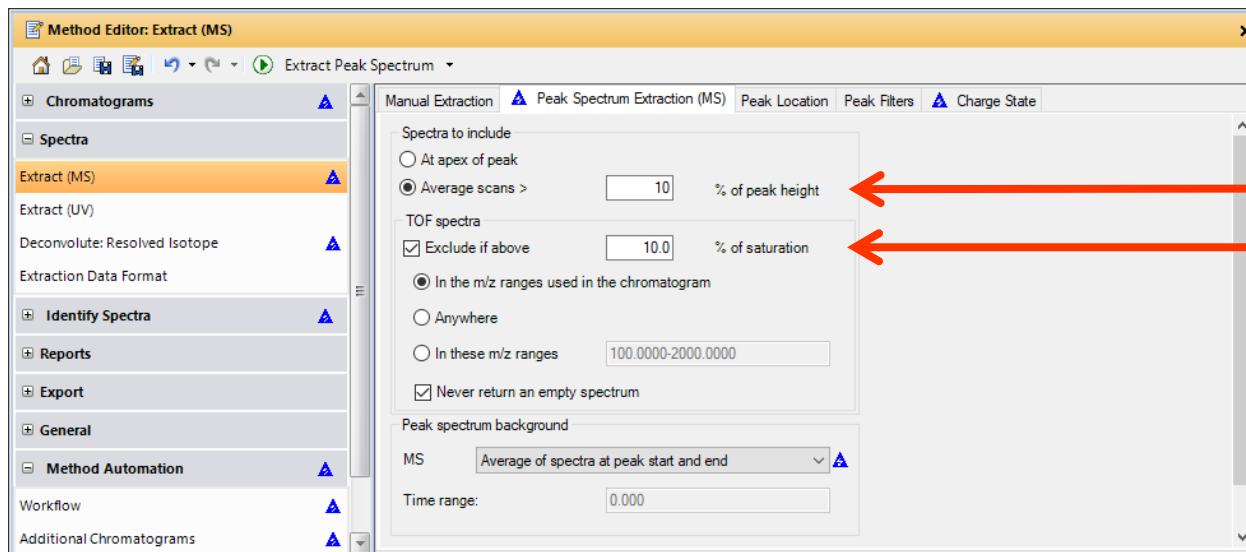 Method Editor: Extract (MS)
Extract Peak Spectrum
Chromatograms
Spectra
Extract (MS)
Extract (UV)
Deconvolute: Resolved Isotope
Extraction Data Format
Identify Spectra
Reports
Export
General
Method Automation
Workflow
Additional Chromatograms
Manual Extraction Peak Spectrum Extraction (MS) Peak Location Peak Filters Charge State
Spectra to include
At apex of peak
Average scans > 10 % of peak height
TOF spectra
Exclude if above 10.0 % of saturation
In the m/z ranges used in the chromatogram
Anywhere
In these m/z ranges 100.0000-2000.0000
Never return an empty spectrum
Peak spectrum background
MS Average of spectra at peak start and end
Time range: 0.000